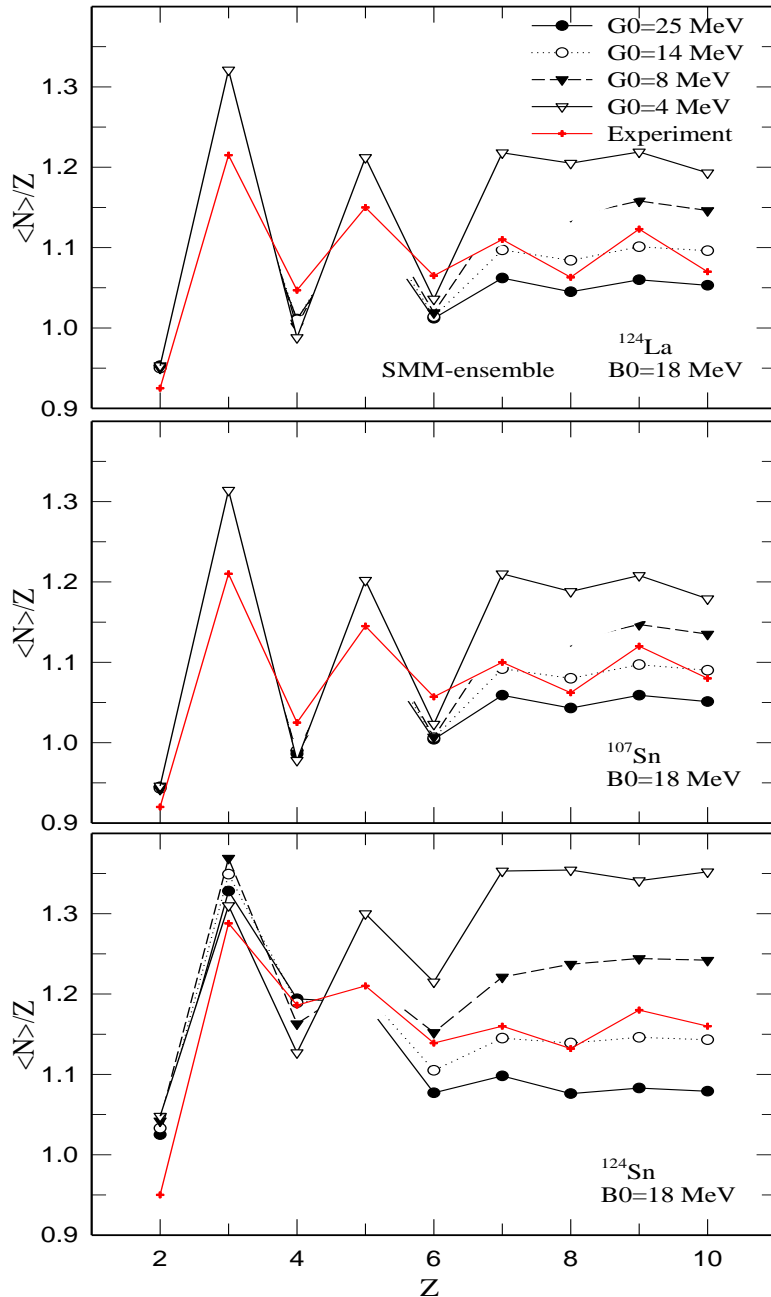 G0=25 MeV
G0=14 MeV
G0=8 MeV
G0=4 MeV
Experiment
1.3
1.2
1.1
1.0
0.9
<N>/Z
124La
SMM-ensemble B0=18 MeV
1.3
1.2
1.1
1.0
0.9
<N>/Z
107Sn
B0=18 MeV
1.3
1.2
1.1
1.0
0.9
<N>/Z
124Sn
B0=18 MeV
2 4 6 8 10
Z